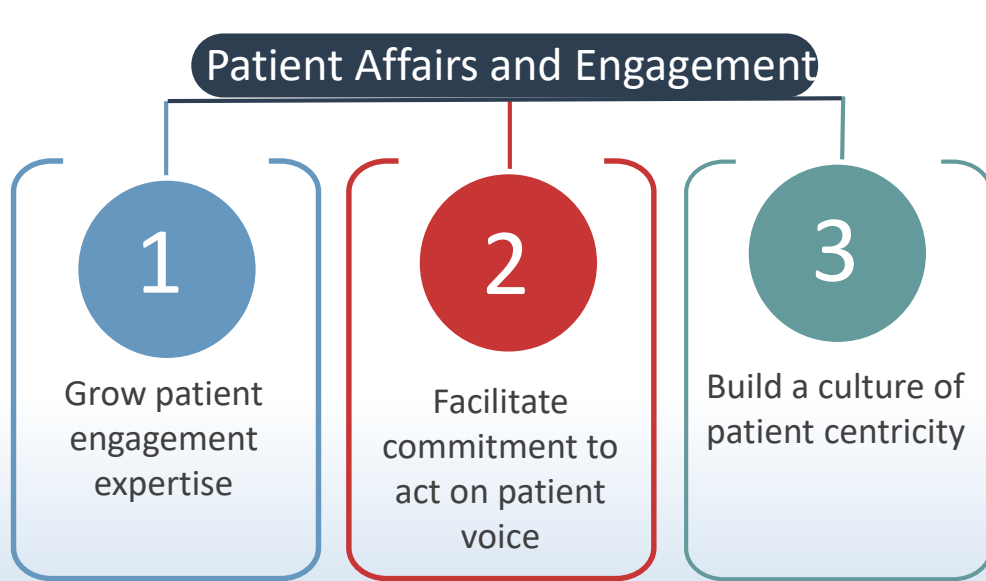 Patient Affairs and Engagement
1
Grow patient
engagement
expertise
2
Facilitate
commitment to
act on patient
voice
3
Build a culture of
patient centricity